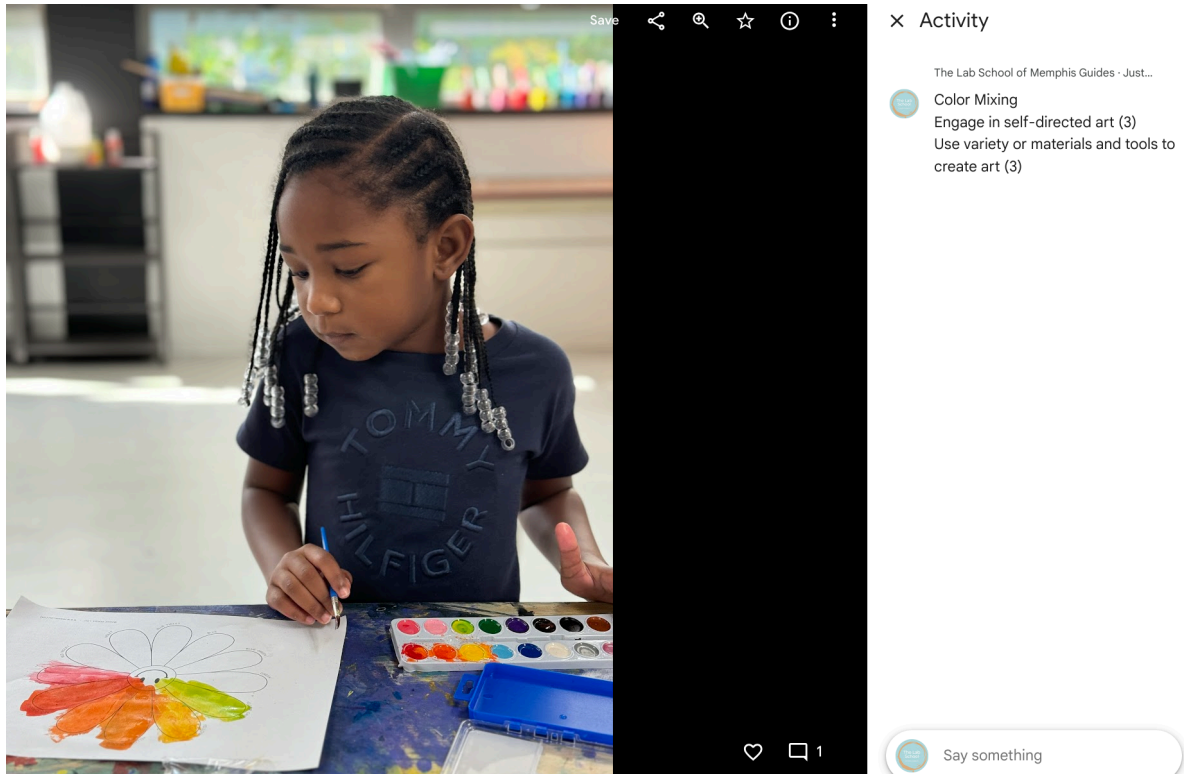 Save
Activity
The Lab School of Memphis Guides · Just...
Color Mixing
Engage in self-directed art (3)
Use variety or materials and tools to
create art (3)
TOMMY
HILFIGER
1
Say something